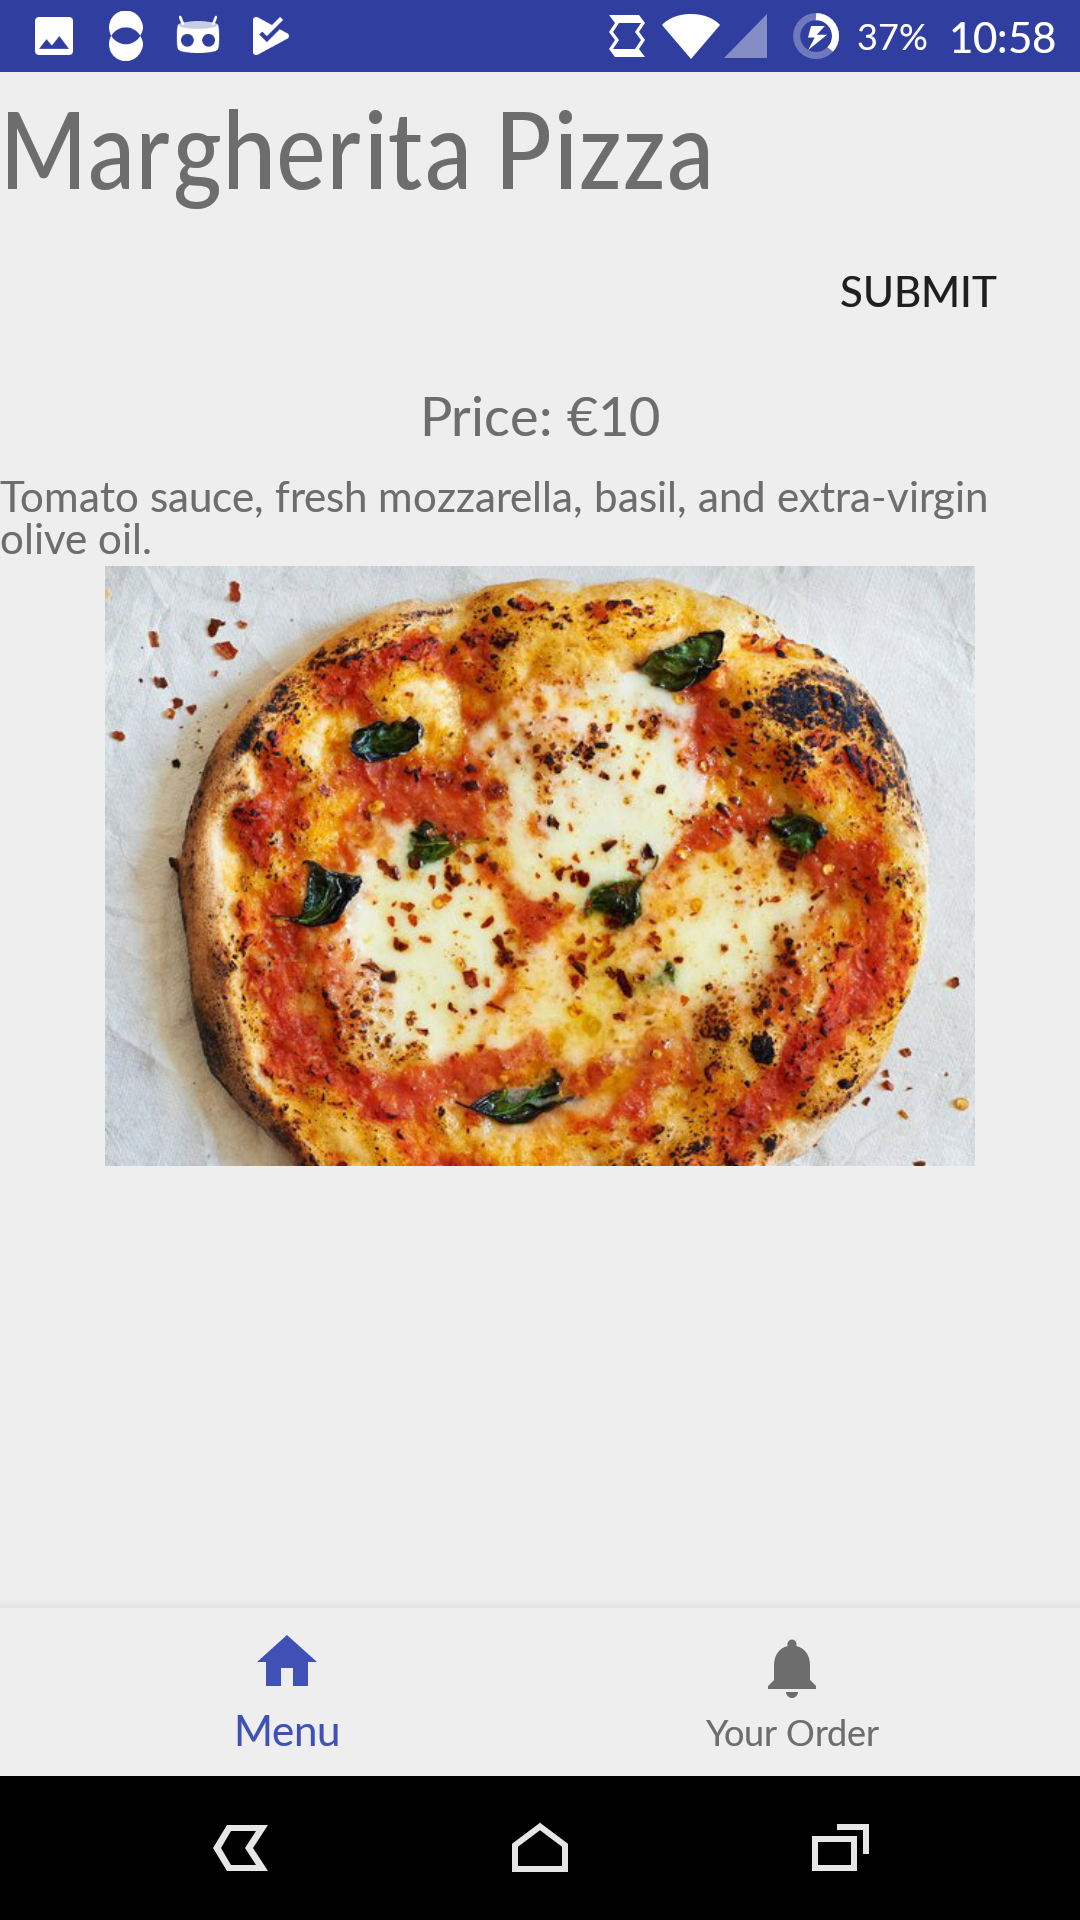 37% 10:58
Margherita Pizza
SUBMIT
Price: €10
Tomato sauce, fresh mozzarella, basil, and extra-virgin
olive oil.
Menu
Your Order